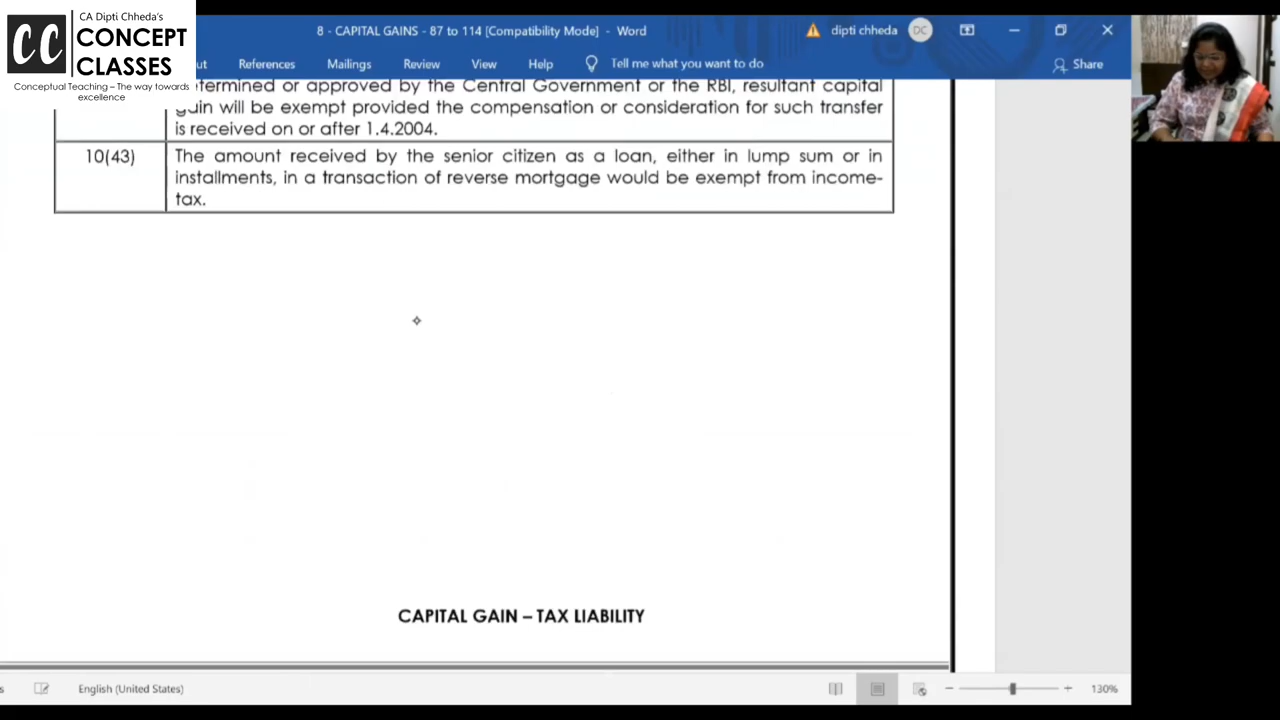 CC
CA Dipti Chheda's
CONCEPT
CLASSES
Conceptual Teaching – The way towards
excellence
8 - CAPITAL GAINS - 87 to 114 [Compatibility Mode] - Word
dipti chheda
DC
References
Mailings
Review
View
Help
Tell me what you want to do
Share
etermined or approved by the Central Government or the RBI, resultant capital
gain will be exempt provided the compensation or consideration for such transfer
is received on or after 1.4.2004.
10(43)
The amount received by the senior citizen as a loan, either in lump sum or in
installments, in a transaction of reverse mortgage would be exempt from income-
tax.
CAPITAL GAIN – TAX LIABILITY
English (United States)
130%